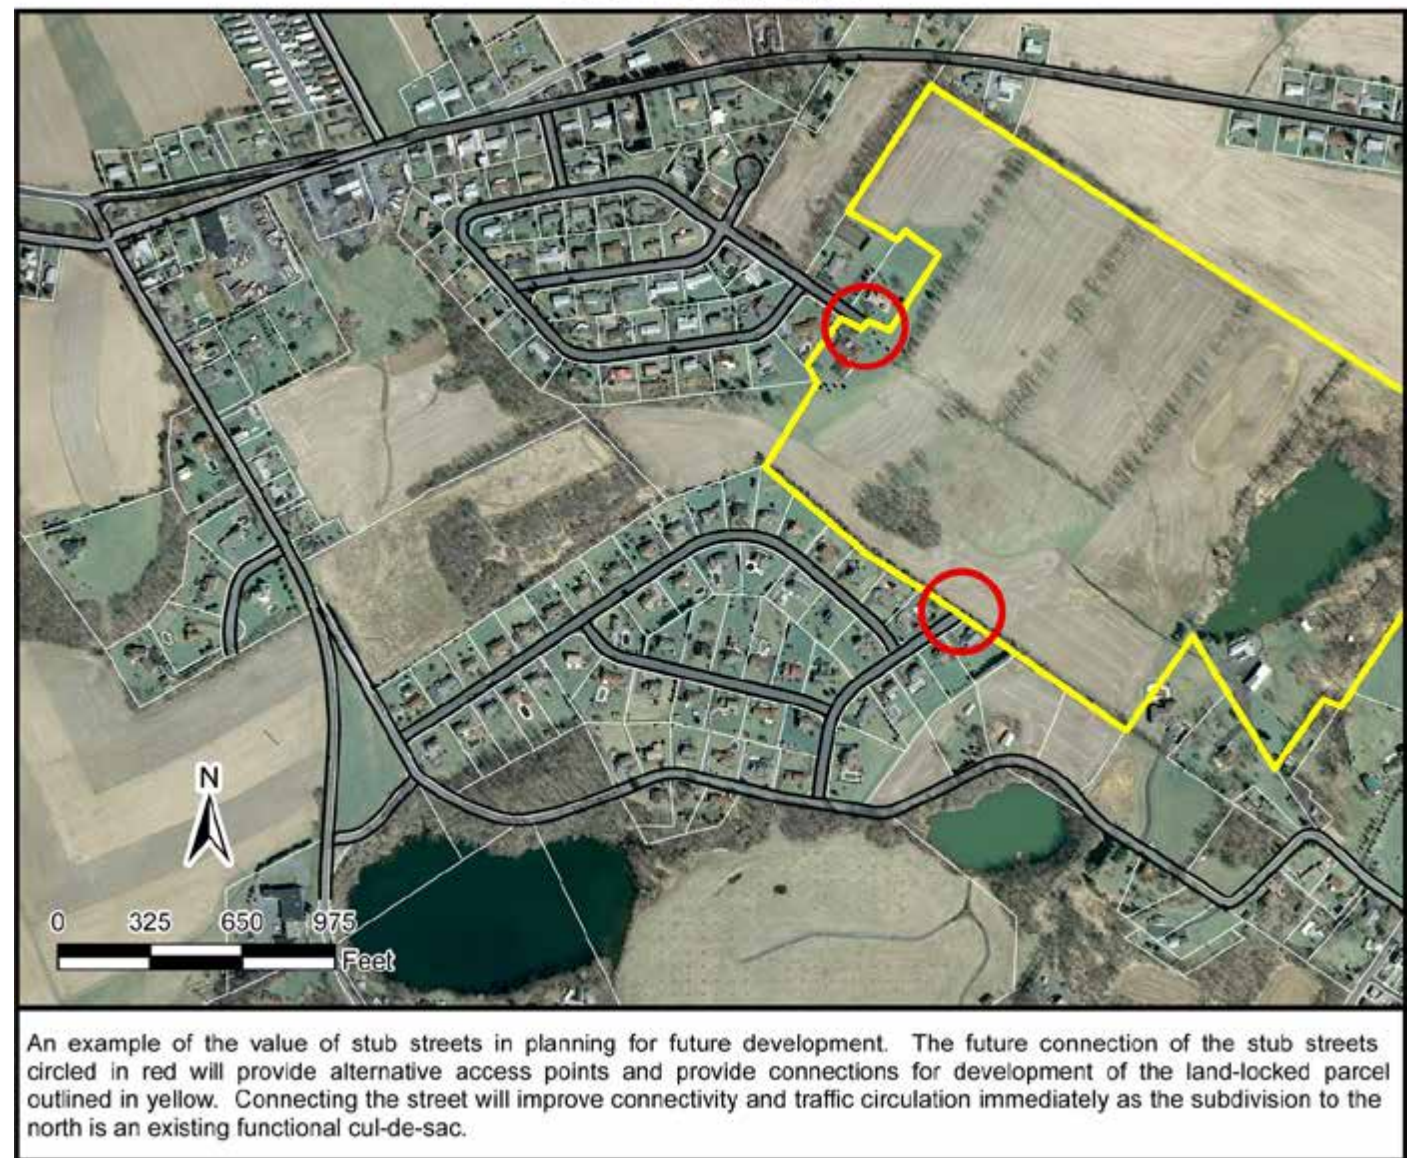 N
0 325 650 975
Feet
An example of the value of stub streets in planning for future development. The future connection of the stub streets
circled in red will provide alternative access points and provide connections for development of the land-locked parcel
outlined in yellow. Connecting the street will improve connectivity and traffic circulation immediately as the subdivision to the
north is an existing functional cul-de-sac.